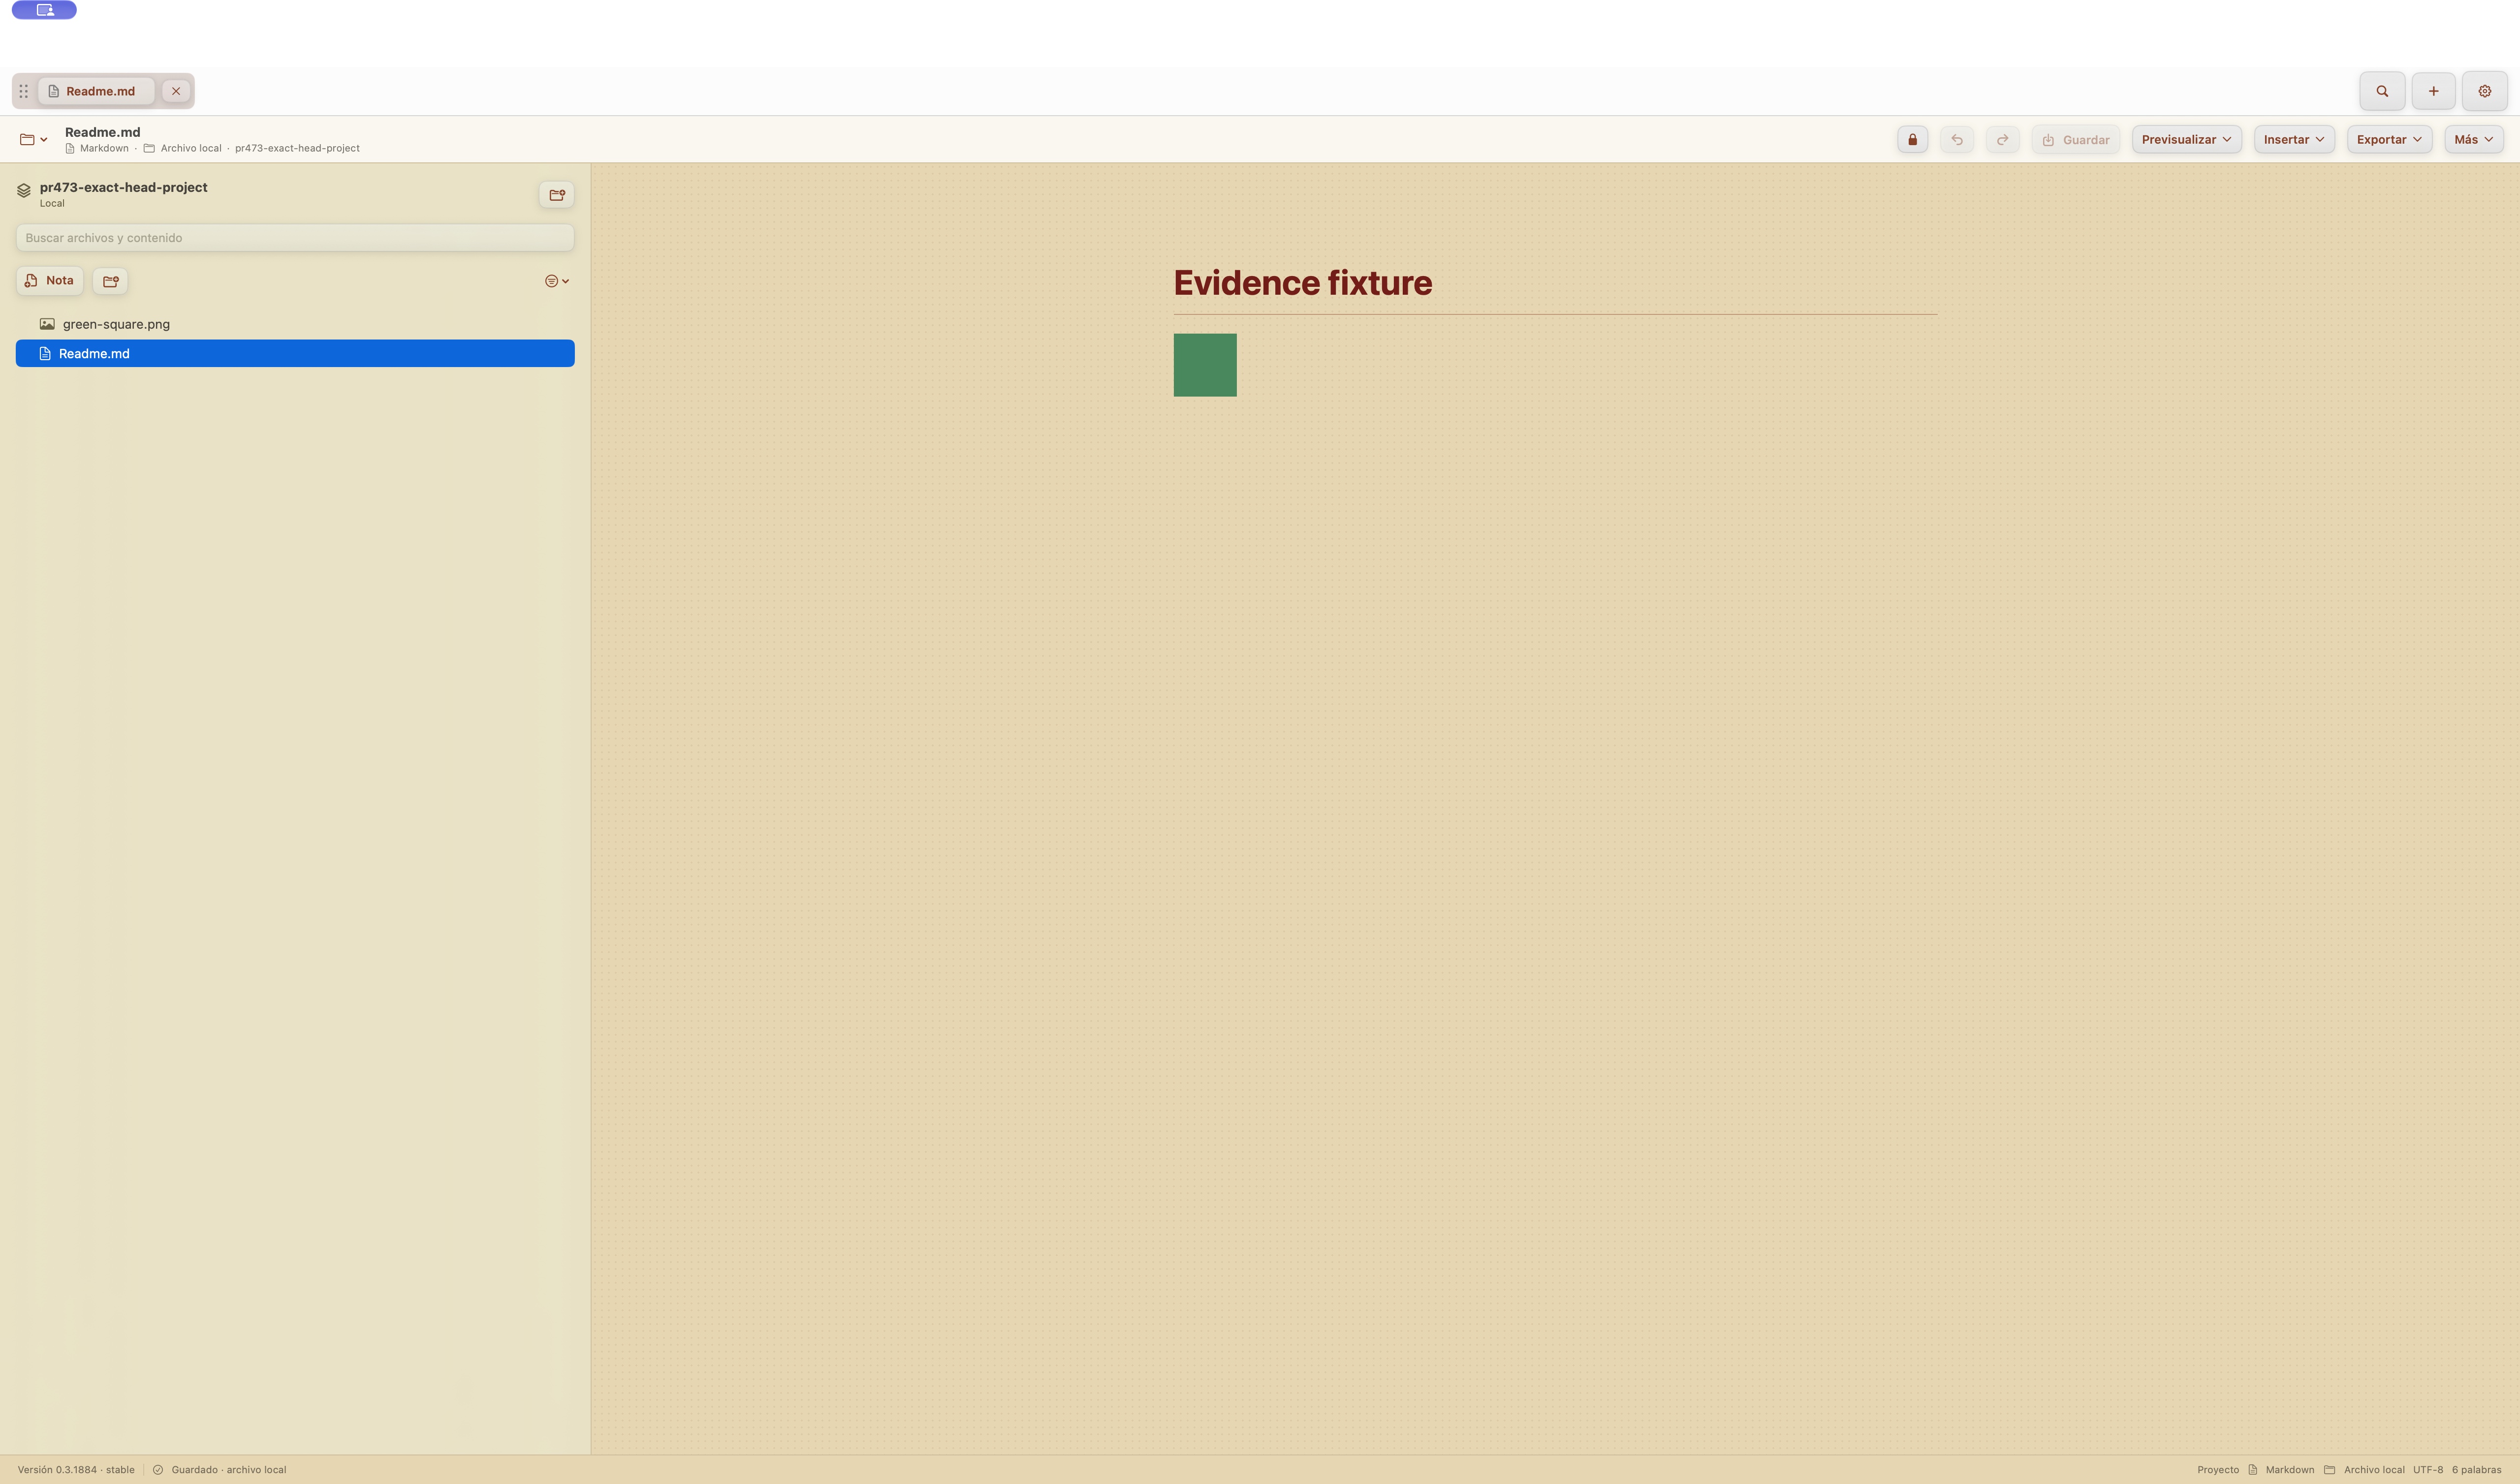 Readme.md
Readme.md
Markdown · Archivo local · pr473-exact-head-project
Guardar
Previsualizar
Insertar
Exportar
Más
pr473-exact-head-project
Local
Buscar archivos y contenido
Nota
green-square.png
Readme.md
Evidence fixture
Versión 0.3.1884 · stable
Guardado · archivo local
Proyecto Markdown Archivo local UTF-8 6 palabras